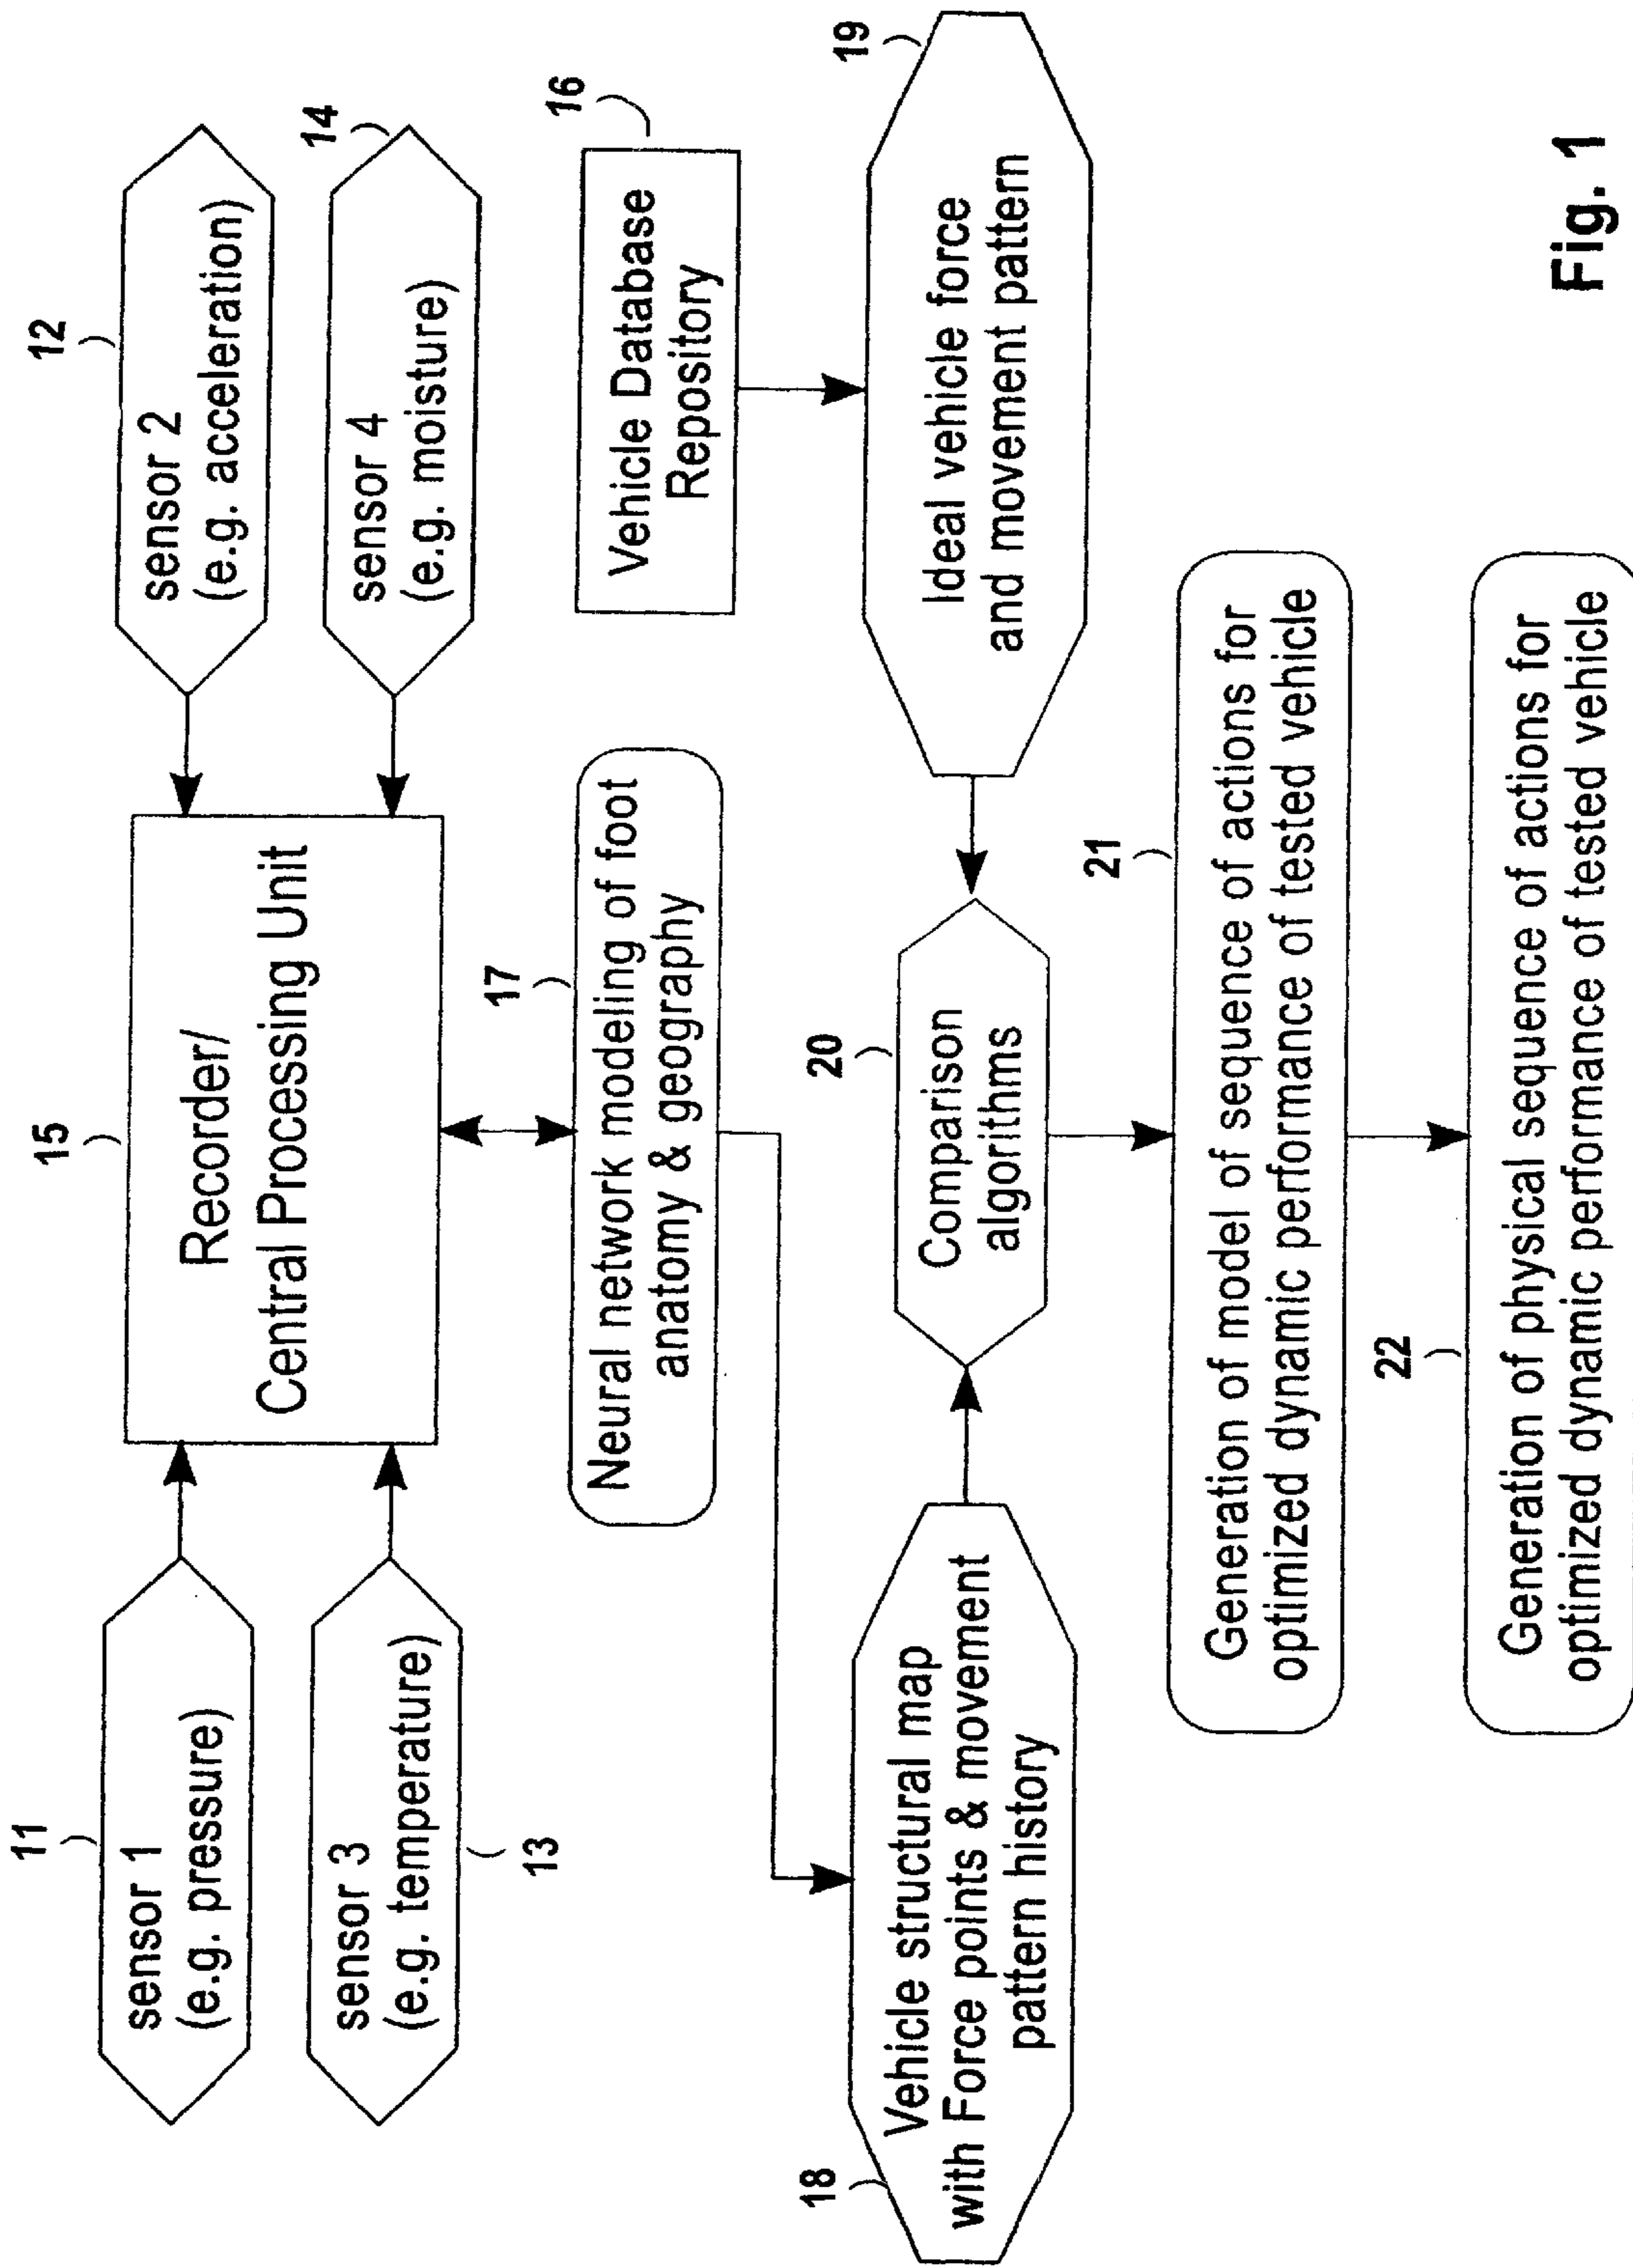 11
sensor 1
(e.g. pressure)
12
sensor 2
(e.g. acceleration)
15
Recorder/
Central Processing Unit
sensor 3
(e.g. temperature)
13
14
sensor 4
(e.g. moisture)
17
Neural network modeling of foot
anatomy & geography
16
Vehicle Database
Repository
18
Vehicle structural map
with Force points & movement
pattern history
20
Comparison
algorithms
19
Ideal vehicle force
and movement pattern
21
Generation of model of sequence of actions for
optimized dynamic performance of tested vehicle
22
Generation of physical sequence of actions for
optimized dynamic performance of tested vehicle
Fig. 1